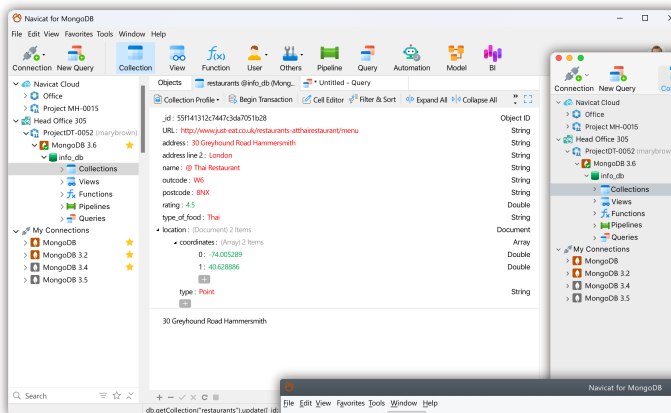 Navicat for MongoDB
File Edit View Favorites Tools Window Help
Connection New Query Collection View Function User Others Pipeline Query Automation Model BI
Objects restaurants @info_db (Mong... * Untitled - Query
Collection Profile Begin Transaction Cell Editor Filter & Sort Expand All Collapse All
Navicat Cloud
Office
Project MH-0015
Head Office 305
ProjectDT-0052 (marybrown)
MongoDB 3.6
info_db
Collections
Views
Functions
Pipelines
Queries
My Connections
MongoDB
MongoDB 3.2
MongoDB 3.4
MongoDB 3.5
Search
_id : 55f141312c7447c3da7051b28 Object ID
URL : http://www.just-eat.co.uk/restaurants-atthairestaurant/menu String
address : 30 Greyhound Road Hammersmith String
address line 2 : London String
name : @ Thai Restaurant String
outcode : W6 String
postcode : 8NX String
rating : 4.5 Double
type_of_food : Thai String
location : (Document) 2 Items Document
coordinates : (Array) 2 Items Array
0 : -74.005289 Double
1 : 40.628886 Double
type : Point String
30 Greyhound Road Hammersmith
db.getCollection("restaurants").update({ _id:
Connection New Query
Navicat Cloud
Office
Project MH-0015
Head Office 305
ProjectDT-0052 (marybrown
MongoDB 3.6
info_db
Collections
Views
Functions
Pipelines
Queries
My Connections
MongoDB
MongoDB 3.2
MongoDB 3.4
MongoDB 3.5
Navicat for MongoDB
File Edit View Favorites Tools Window Help